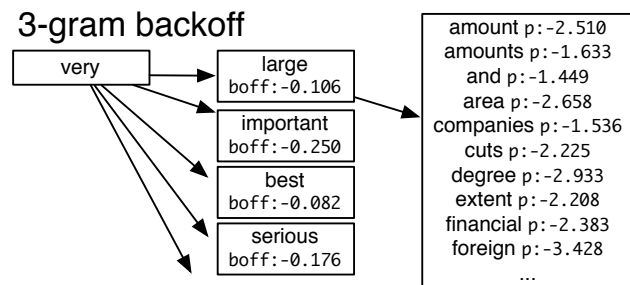 3-gram backoff
very
large
boff:-0.106
important
boff:-0.250
best
boff:-0.082
serious
boff:-0.176
amount p:-2.510
amounts p:-1.633
and p:-1.449
area p:-2.658
companies p:-1.536
cuts p:-2.225
degree p:-2.933
extent p:-2.208
financial p:-2.383
foreign p:-3.428
...